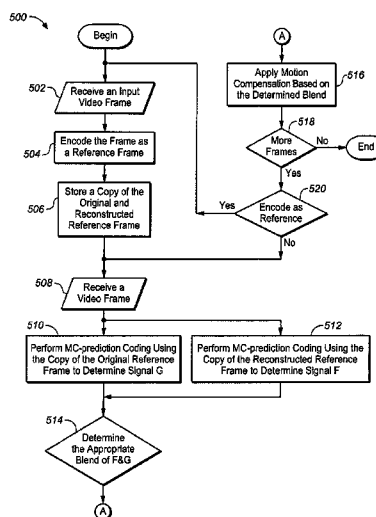 500
Begin
502
Receive an Input
Video Frame
504
Encode the Frame as
a Reference Frame
506
Store a Copy of the
Original and
Reconstructed
Reference Frame
508
Receive a
Video Frame
510
Perform MC-prediction Coding Using
the Copy of the Original Reference
Frame to Determine Signal G
512
Perform MC-prediction Coding Using the
Copy of the Reconstructed Reference
Frame to Determine Signal F
514
Determine
the Appropriate
Blend of F&G
A
A
Apply Motion
Compensation Based on
the Determined Blend
516
518
More
Frames
No
End
Yes
520
Encode as
Reference
Yes
No